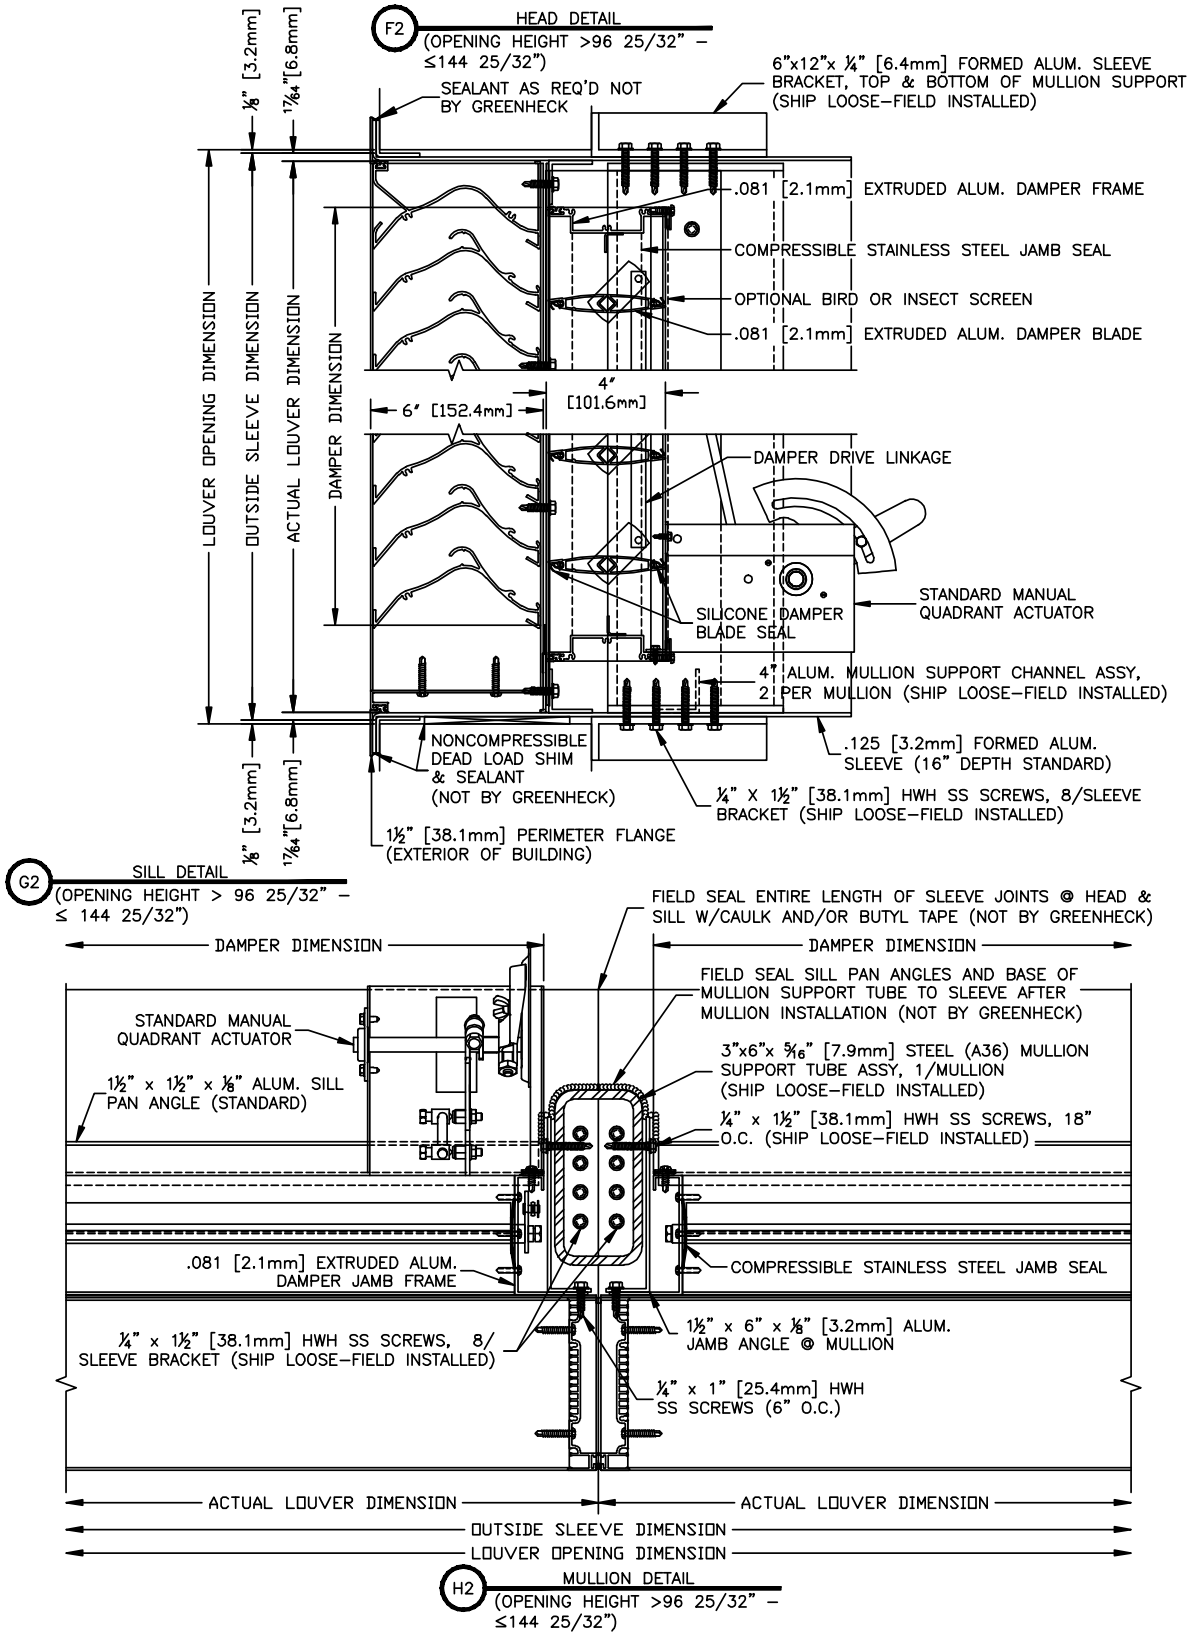 F2
HEAD DETAIL
(OPENING HEIGHT >96 25/32" –
≤144 25/32")
⅛" [3.2mm]
17/64"[6.8mm]
SEALANT AS REQ'D NOT
BY GREENHECK
6"x12"x ¼" [6.4mm] FORMED ALUM. SLEEVE
BRACKET, TOP & BOTTOM OF MULLION SUPPORT
(SHIP LOOSE–FIELD INSTALLED)
.081 [2.1mm] EXTRUDED ALUM. DAMPER FRAME
COMPRESSIBLE STAINLESS STEEL JAMB SEAL
OPTIONAL BIRD OR INSECT SCREEN
.081 [2.1mm] EXTRUDED ALUM. DAMPER BLADE
LOUVER OPENING DIMENSION
OUTSIDE SLEEVE DIMENSION
ACTUAL LOUVER DIMENSION
DAMPER DIMENSION
6" [152.4mm]
4"
[101.6mm]
DAMPER DRIVE LINKAGE
STANDARD MANUAL
QUADRANT ACTUATOR
SILICONE DAMPER
BLADE SEAL
4" ALUM. MULLION SUPPORT CHANNEL ASSY,
2 PER MULLION (SHIP LOOSE–FIELD INSTALLED)
NONCOMPRESSIBLE
DEAD LOAD SHIM
& SEALANT
(NOT BY GREENHECK)
.125 [3.2mm] FORMED ALUM.
SLEEVE (16" DEPTH STANDARD)
¼" X 1½" [38.1mm] HWH SS SCREWS, 8/SLEEVE
BRACKET (SHIP LOOSE–FIELD INSTALLED)
⅛" [3.2mm]
17/64"[6.8mm]
1½" [38.1mm] PERIMETER FLANGE
(EXTERIOR OF BUILDING)
G2
SILL DETAIL
(OPENING HEIGHT > 96 25/32" –
≤ 144 25/32")
FIELD SEAL ENTIRE LENGTH OF SLEEVE JOINTS @ HEAD &
SILL W/CAULK AND/OR BUTYL TAPE (NOT BY GREENHECK)
DAMPER DIMENSION
DAMPER DIMENSION
FIELD SEAL SILL PAN ANGLES AND BASE OF
MULLION SUPPORT TUBE TO SLEEVE AFTER
MULLION INSTALLATION (NOT BY GREENHECK)
STANDARD MANUAL
QUADRANT ACTUATOR
3"x6"x 5/16" [7.9mm] STEEL (A36) MULLION
SUPPORT TUBE ASSY, 1/MULLION
(SHIP LOOSE–FIELD INSTALLED)
1½" x 1½" x ⅛" ALUM. SILL
PAN ANGLE (STANDARD)
¼" x 1½" [38.1mm] HWH SS SCREWS, 18"
O.C. (SHIP LOOSE–FIELD INSTALLED)
.081 [2.1mm] EXTRUDED ALUM.
DAMPER JAMB FRAME
COMPRESSIBLE STAINLESS STEEL JAMB SEAL
¼" x 1½" [38.1mm] HWH SS SCREWS, 8/
SLEEVE BRACKET (SHIP LOOSE–FIELD INSTALLED)
1½" x 6" x ⅛" [3.2mm] ALUM.
JAMB ANGLE @ MULLION
¼" x 1" [25.4mm] HWH
SS SCREWS (6" O.C.)
ACTUAL LOUVER DIMENSION
ACTUAL LOUVER DIMENSION
OUTSIDE SLEEVE DIMENSION
LOUVER OPENING DIMENSION
H2
MULLION DETAIL
(OPENING HEIGHT >96 25/32" –
≤144 25/32")